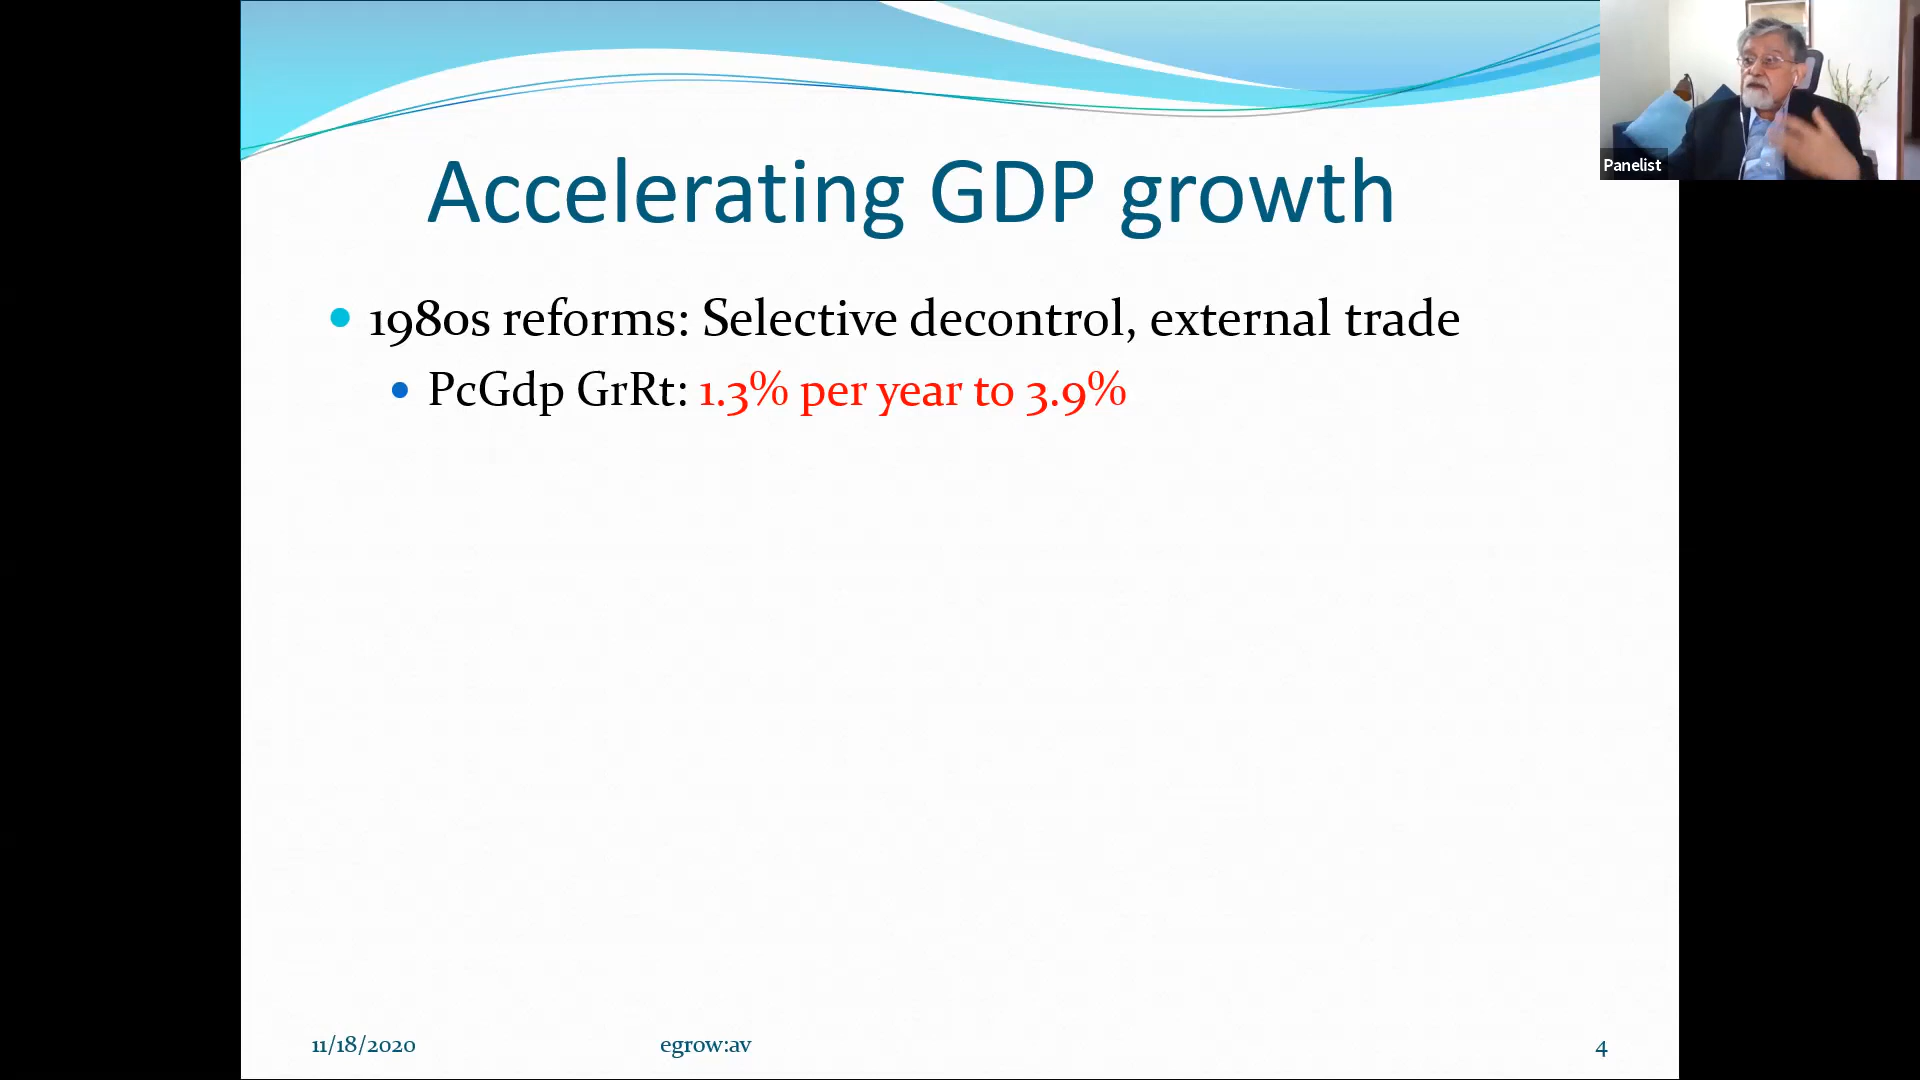 Panelist
Accelerating GDP growth
1980s reforms: Selective decontrol, external trade
PcGdp GrRt: 1.3% per year to 3.9%
11/18/2020
egrow:av
4